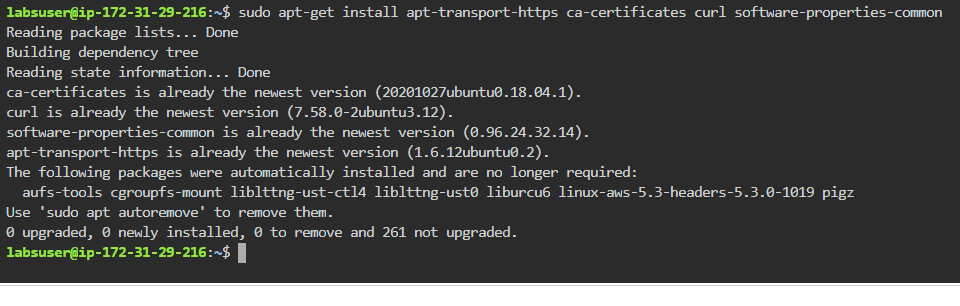 labsuser@ip-172-31-29-216:~$ sudo apt-get install apt-transport-https ca-certificates curl software-properties-common
Reading package lists... Done
Building dependency tree
Reading state information... Done
ca-certificates is already the newest version (20201027ubuntu0.18.04.1).
curl is already the newest version (7.58.0-2ubuntu3.12).
software-properties-common is already the newest version (0.96.24.32.14).
apt-transport-https is already the newest version (1.6.12ubuntu0.2).
The following packages were automatically installed and are no longer required:
  aufs-tools cgroupfs-mount liblttng-ust-ctl4 liblttng-ust0 liburcu6 linux-aws-5.3-headers-5.3.0-1019 pigz
Use 'sudo apt autoremove' to remove them.
0 upgraded, 0 newly installed, 0 to remove and 261 not upgraded.
labsuser@ip-172-31-29-216:~$